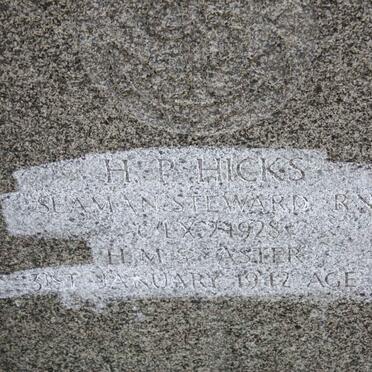 H. P. HICKS
SEAMAN STEWARD R.N.
H.M.S. ASTER
31ST JANUARY 1942 AGE